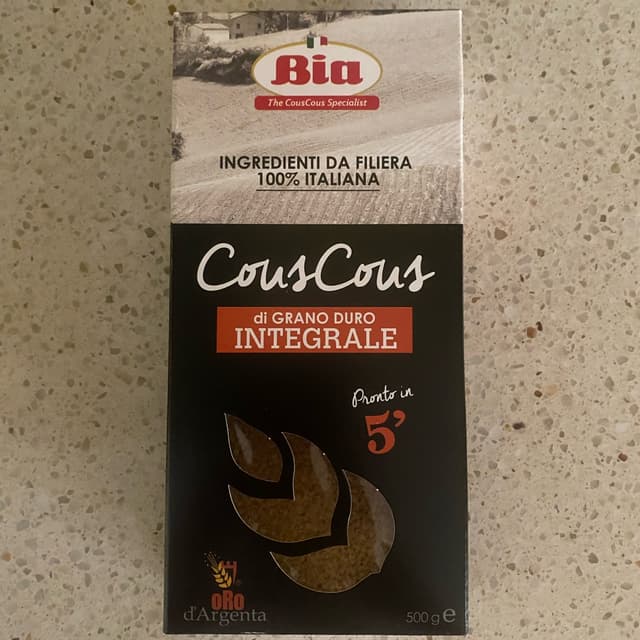 Bia
The CousCous Specialist
INGREDIENTI DA FILIERA
100% ITALIANA
CousCous
di GRANO DURO
INTEGRALE
Pronto in
5'
ORO
d'Argenta
500 g e